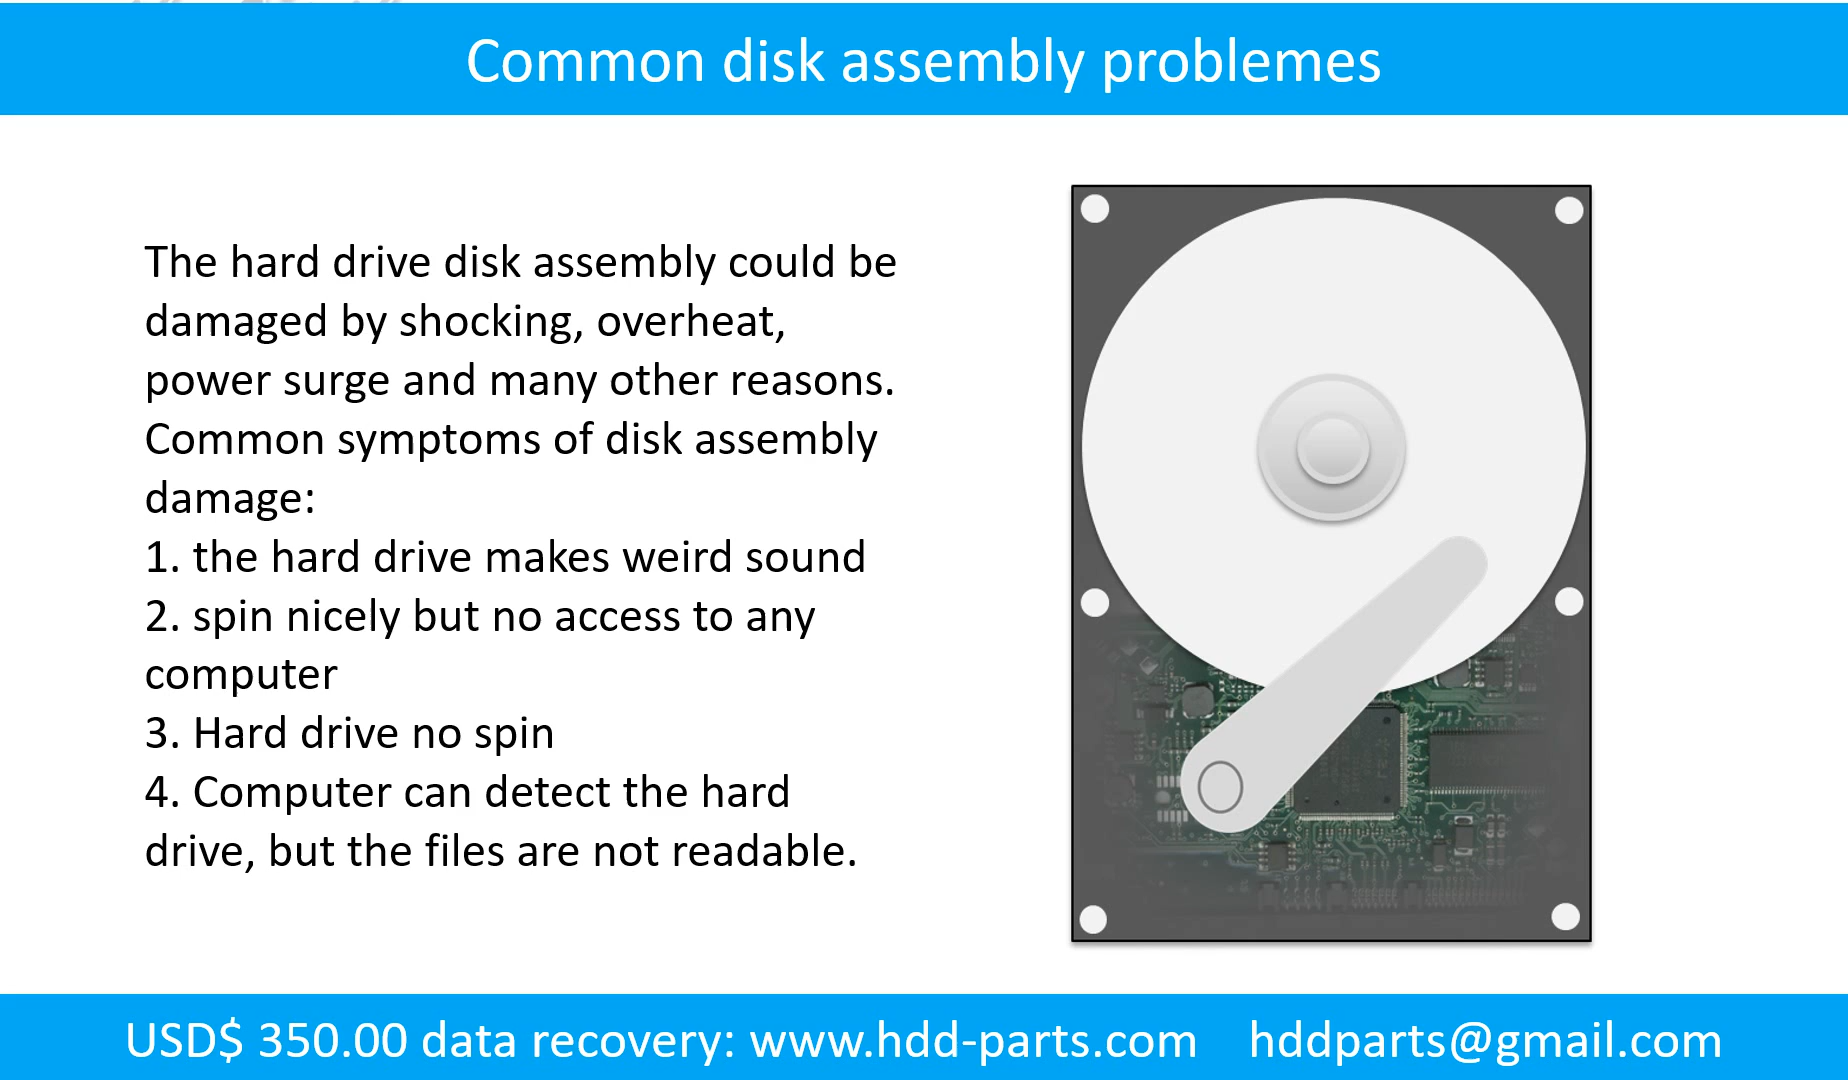 Common disk assembly problemes
The hard drive disk assembly could be
damaged by shocking, overheat,
power surge and many other reasons.
Common symptoms of disk assembly
damage:
1. the hard drive makes weird sound
2. spin nicely but no access to any
computer
3. Hard drive no spin
4. Computer can detect the hard
drive, but the files are not readable.
USD$ 350.00 data recovery: www.hdd-parts.com hddparts@gmail.com